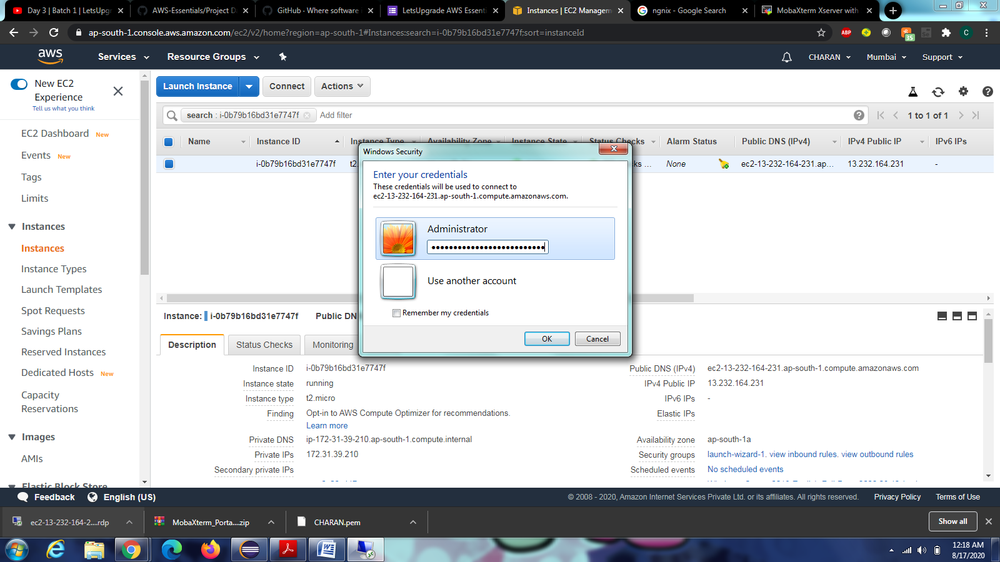 Day 3 | Batch 1 | LetsUpgr
AWS-Essentials/Project D
GitHub · Where software
LetsUpgrade AWS Essent
Instances | EC2 Managem
ngnix - Google Search
MobaXterm Xserver with
ap-south-1.console.aws.amazon.com/ec2/v2/home?region=ap-south-1#Instances:search=i-0b79b16bd31e7747f;sort=instanceId
ABP
35
C
aws
Services
Resource Groups
CHARAN
Mumbai
Support
New EC2
Experience
Tell us what you think
EC2 Dashboard New
Events New
Tags
Limits
Instances
Instances
Instance Types
Launch Templates
Spot Requests
Savings Plans
Reserved Instances
Dedicated Hosts New
Capacity
Reservations
Images
AMIs
Elastic Block Store
Launch Instance
Connect
Actions
search : i-0b79b16bd31e7747f
Add filter
1 to 1 of 1
Name
Instance ID
Instance Type
Availability Zone
Instance State
Status Checks
Alarm Status
Public DNS (IPv4)
IPv4 Public IP
IPv6 IPs
i-0b79b16bd31e7747f
t2.
ks ...
None
ec2-13-232-164-231.ap...
13.232.164.231
-
Windows Security
Enter your credentials
These credentials will be used to connect to
ec2-13-232-164-231.ap-south-1.compute.amazonaws.com.
Administrator
Use another account
Remember my credentials
OK
Cancel
Instance: i-0b79b16bd31e7747f
Public DN
Description
Status Checks
Monitoring
Instance ID i-0b79b16bd31e7747f
Instance state running
Instance type t2.micro
Finding Opt-in to AWS Compute Optimizer for recommendations.
Learn more
Private DNS ip-172-31-39-210.ap-south-1.compute.internal
Private IPs 172.31.39.210
Secondary private IPs
Public DNS (IPv4) ec2-13-232-164-231.ap-south-1.compute.amazonaws.com
IPv4 Public IP 13.232.164.231
IPv6 IPs -
Elastic IPs
Availability zone ap-south-1a
Security groups launch-wizard-1. view inbound rules. view outbound rules
Scheduled events No scheduled events
Feedback
English (US)
© 2008 - 2020, Amazon Internet Services Private Ltd. or its affiliates. All rights reserved.
Privacy Policy
Terms of Use
ec2-13-232-164-2....rdp
MobaXterm_Porta....zip
CHARAN.pem
Show all
12:18 AM
8/17/2020